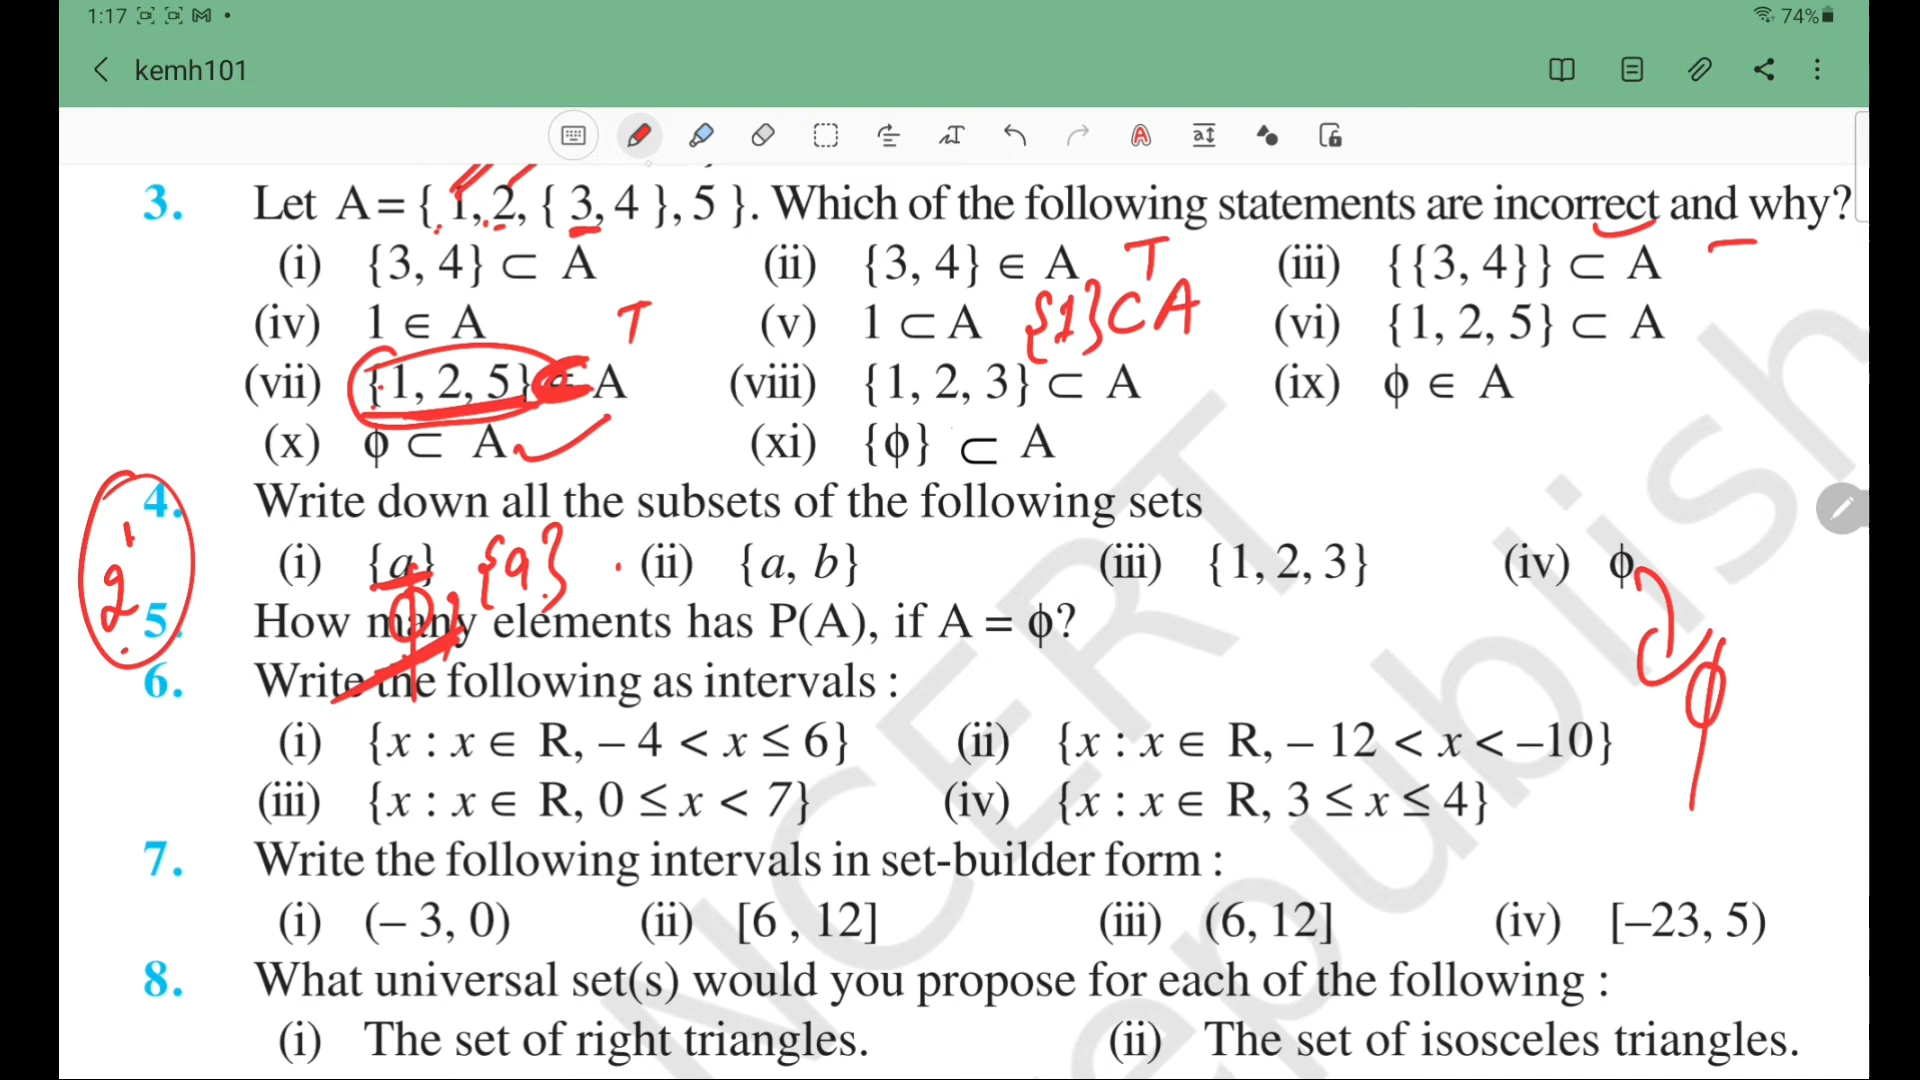 1:17 74%
kemh101
3. Let A = { 1, 2, { 3, 4 }, 5 }. Which of the following statements are incorrect and why?
(i) {3, 4} ⊂ A (ii) {3, 4} ∈ A T (iii) {{3, 4}} ⊂ A
(iv) 1 ∈ A T (v) 1 ⊂ A {1} ⊂ A (vi) {1, 2, 5} ⊂ A
(vii) {1, 2, 5} ∈ A (viii) {1, 2, 3} ⊂ A (ix) ϕ ∈ A
(x) ϕ ⊂ A (xi) {ϕ} ⊂ A
4. Write down all the subsets of the following sets
(i) {a} {a} (ii) {a, b} (iii) {1, 2, 3} (iv) ϕ
2¹ ϕ, ϕ
5. How many elements has P(A), if A = ϕ?
6. Write the following as intervals :
(i) {x : x ∈ R, – 4 < x ≤ 6} (ii) {x : x ∈ R, – 12 < x < –10}
(iii) {x : x ∈ R, 0 ≤ x < 7} (iv) {x : x ∈ R, 3 ≤ x ≤ 4}
7. Write the following intervals in set-builder form :
(i) (– 3, 0) (ii) [6 , 12] (iii) (6, 12] (iv) [–23, 5)
8. What universal set(s) would you propose for each of the following :
(i) The set of right triangles. (ii) The set of isosceles triangles.
NCERT
republish